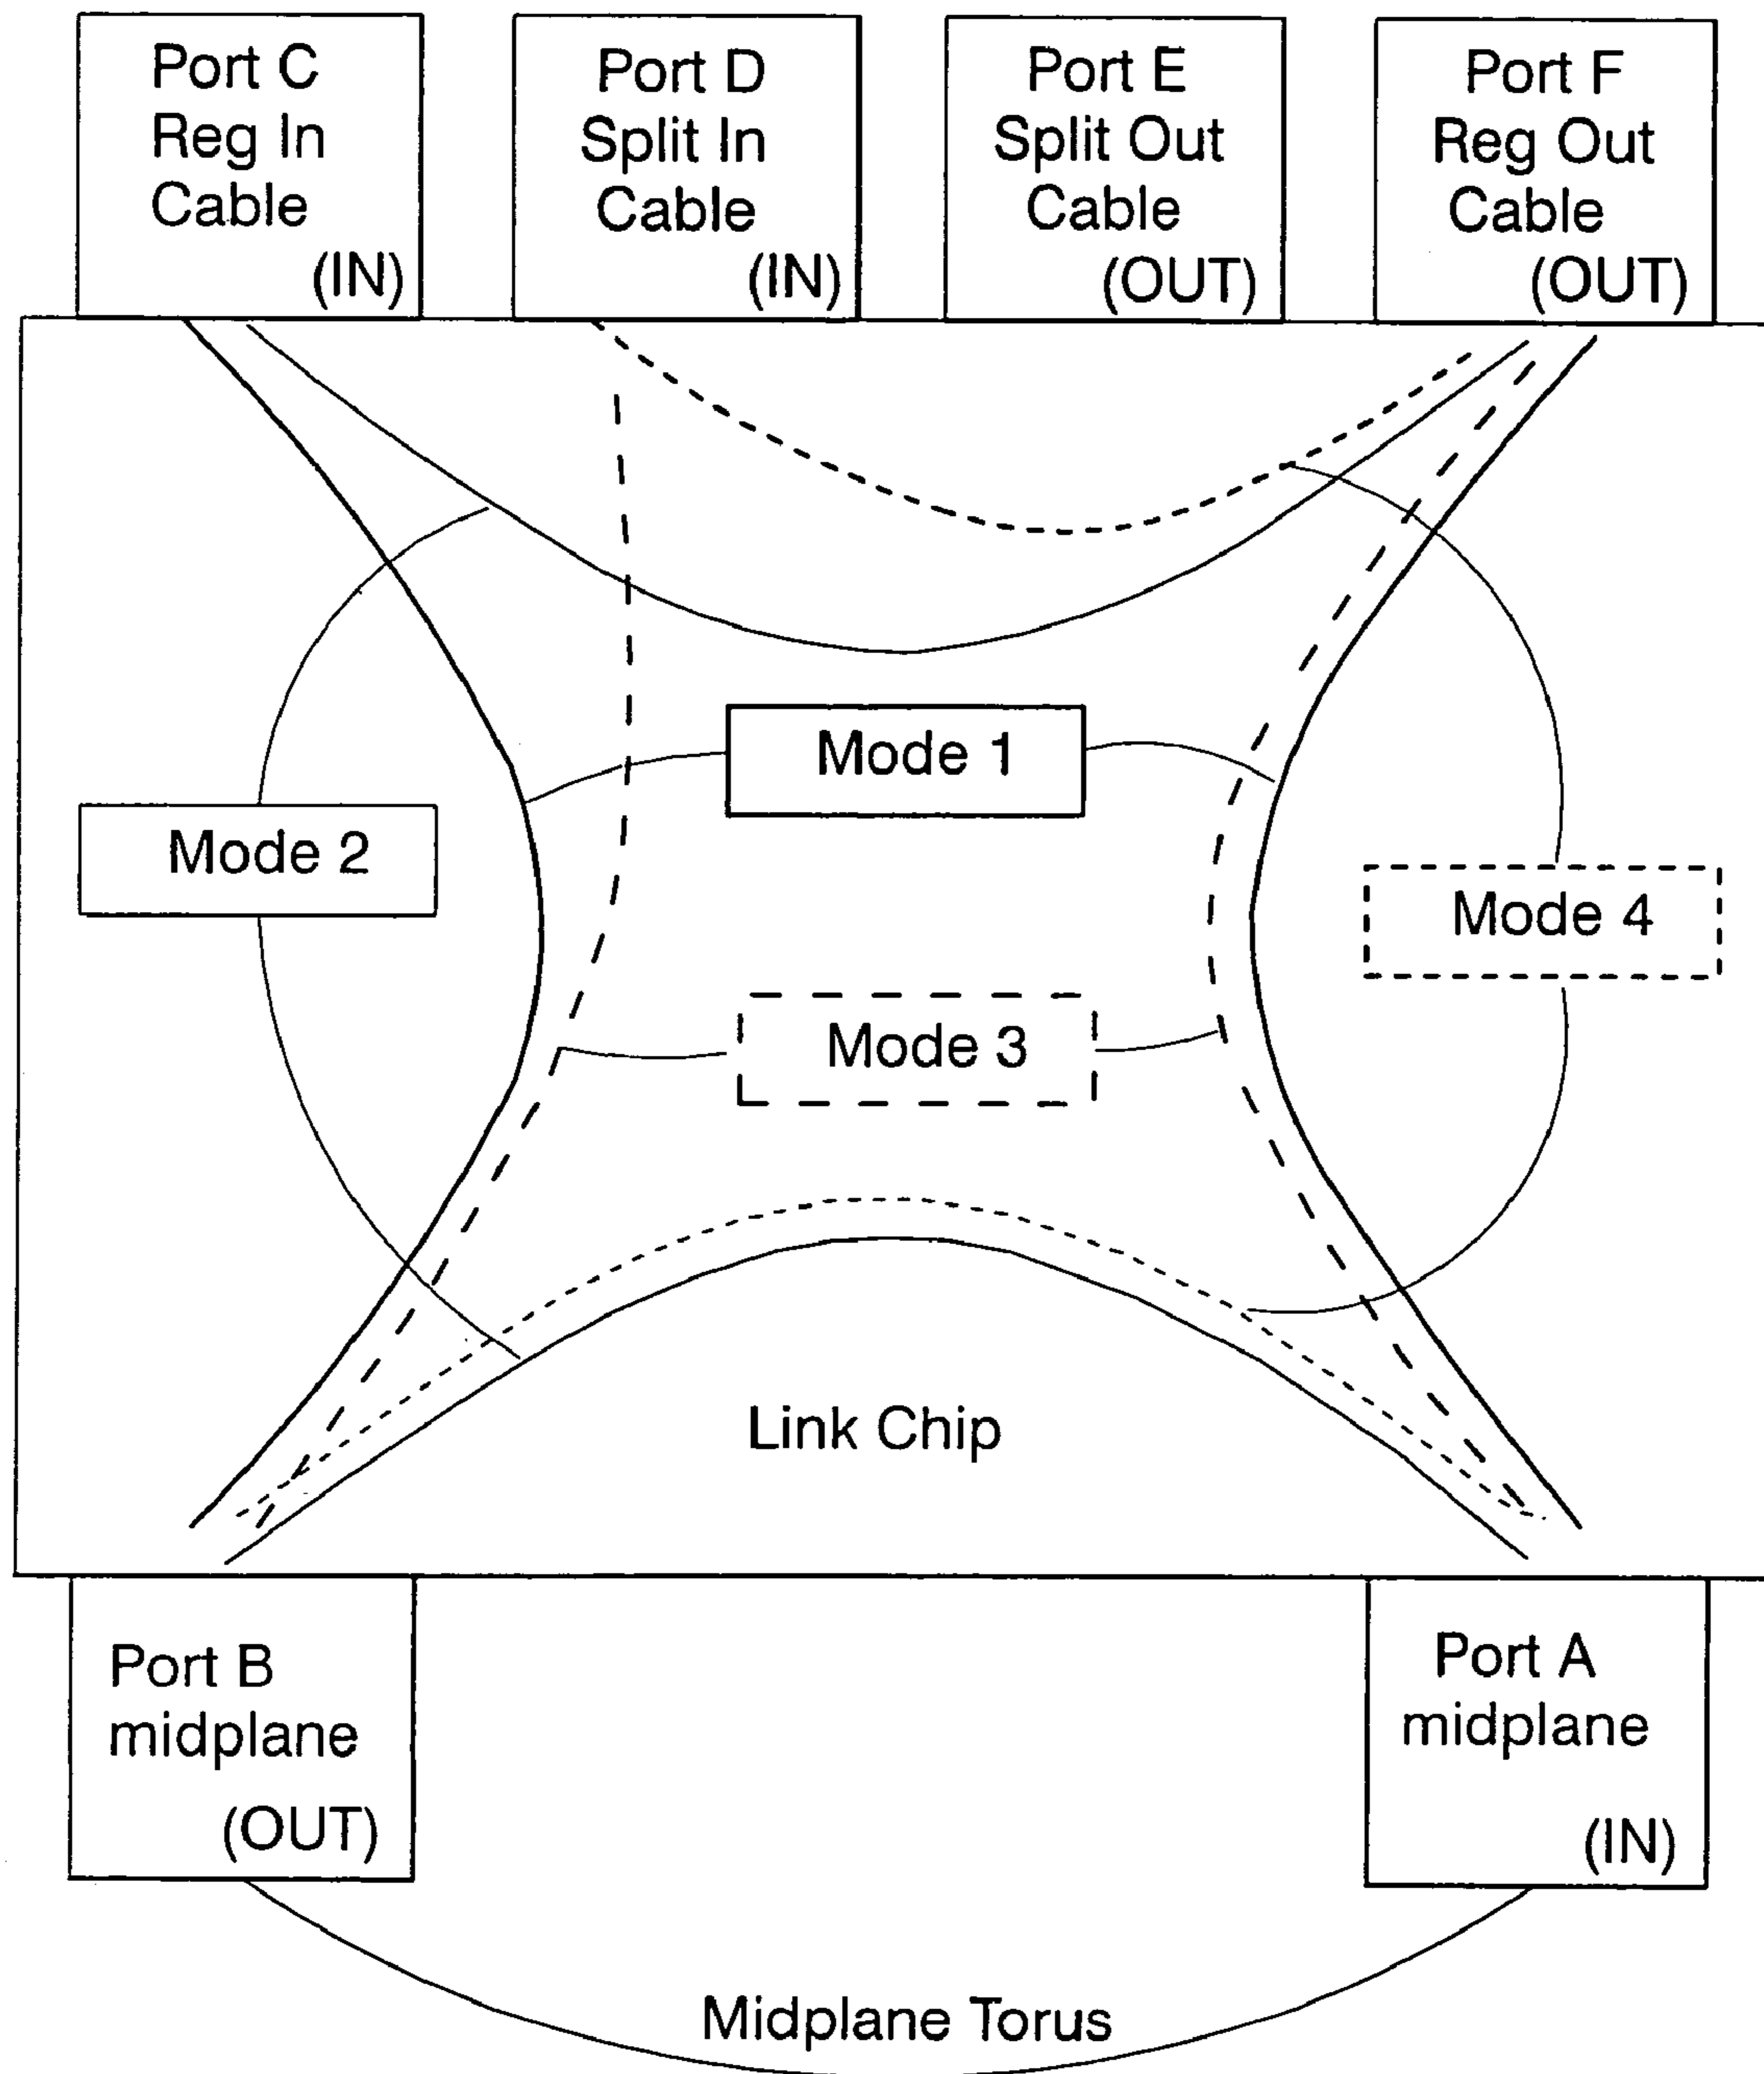 Port C
Reg In
Cable
(IN)
Port D
Split In
Cable
(IN)
Port E
Split Out
Cable
(OUT)
Port F
Reg Out
Cable
(OUT)
Mode 1
Mode 2
Mode 4
Mode 3
Link Chip
Port B
midplane
(OUT)
Port A
midplane
(IN)
Midplane Torus